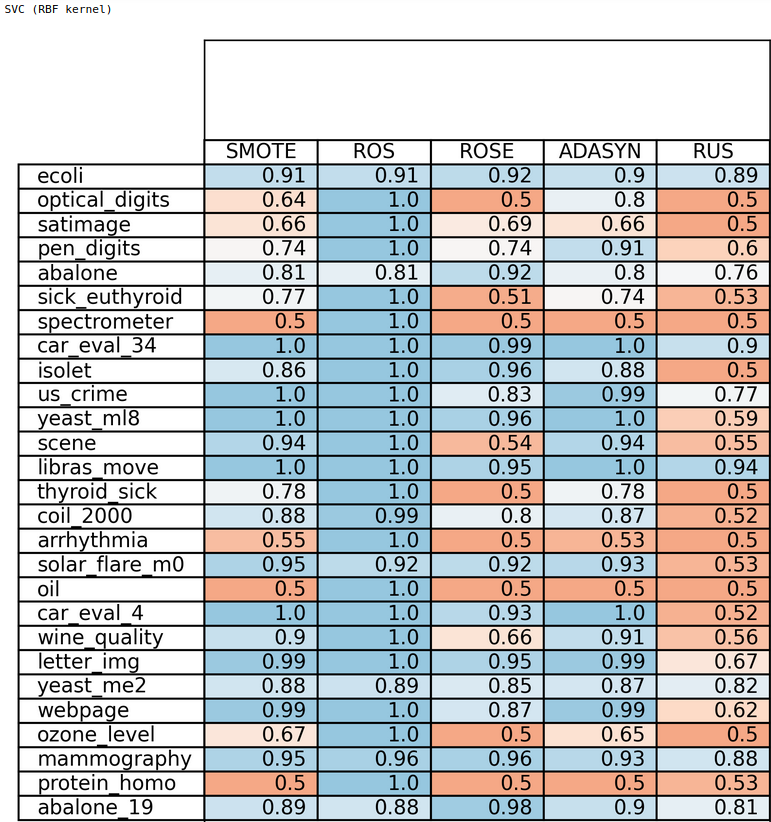 SVC (RBF kernel)
SMOTE ROS ROSE ADASYN RUS
ecoli 0.91 0.91 0.92 0.9 0.89
optical_digits 0.64 1.0 0.5 0.8 0.5
satimage 0.66 1.0 0.69 0.66 0.5
pen_digits 0.74 1.0 0.74 0.91 0.6
abalone 0.81 0.81 0.92 0.8 0.76
sick_euthyroid 0.77 1.0 0.51 0.74 0.53
spectrometer 0.5 1.0 0.5 0.5 0.5
car_eval_34 1.0 1.0 0.99 1.0 0.9
isolet 0.86 1.0 0.96 0.88 0.5
us_crime 1.0 1.0 0.83 0.99 0.77
yeast_ml8 1.0 1.0 0.96 1.0 0.59
scene 0.94 1.0 0.54 0.94 0.55
libras_move 1.0 1.0 0.95 1.0 0.94
thyroid_sick 0.78 1.0 0.5 0.78 0.5
coil_2000 0.88 0.99 0.8 0.87 0.52
arrhythmia 0.55 1.0 0.5 0.53 0.5
solar_flare_m0 0.95 0.92 0.92 0.93 0.53
oil 0.5 1.0 0.5 0.5 0.5
car_eval_4 1.0 1.0 0.93 1.0 0.52
wine_quality 0.9 1.0 0.66 0.91 0.56
letter_img 0.99 1.0 0.95 0.99 0.67
yeast_me2 0.88 0.89 0.85 0.87 0.82
webpage 0.99 1.0 0.87 0.99 0.62
ozone_level 0.67 1.0 0.5 0.65 0.5
mammography 0.95 0.96 0.96 0.93 0.88
protein_homo 0.5 1.0 0.5 0.5 0.53
abalone_19 0.89 0.88 0.98 0.9 0.81